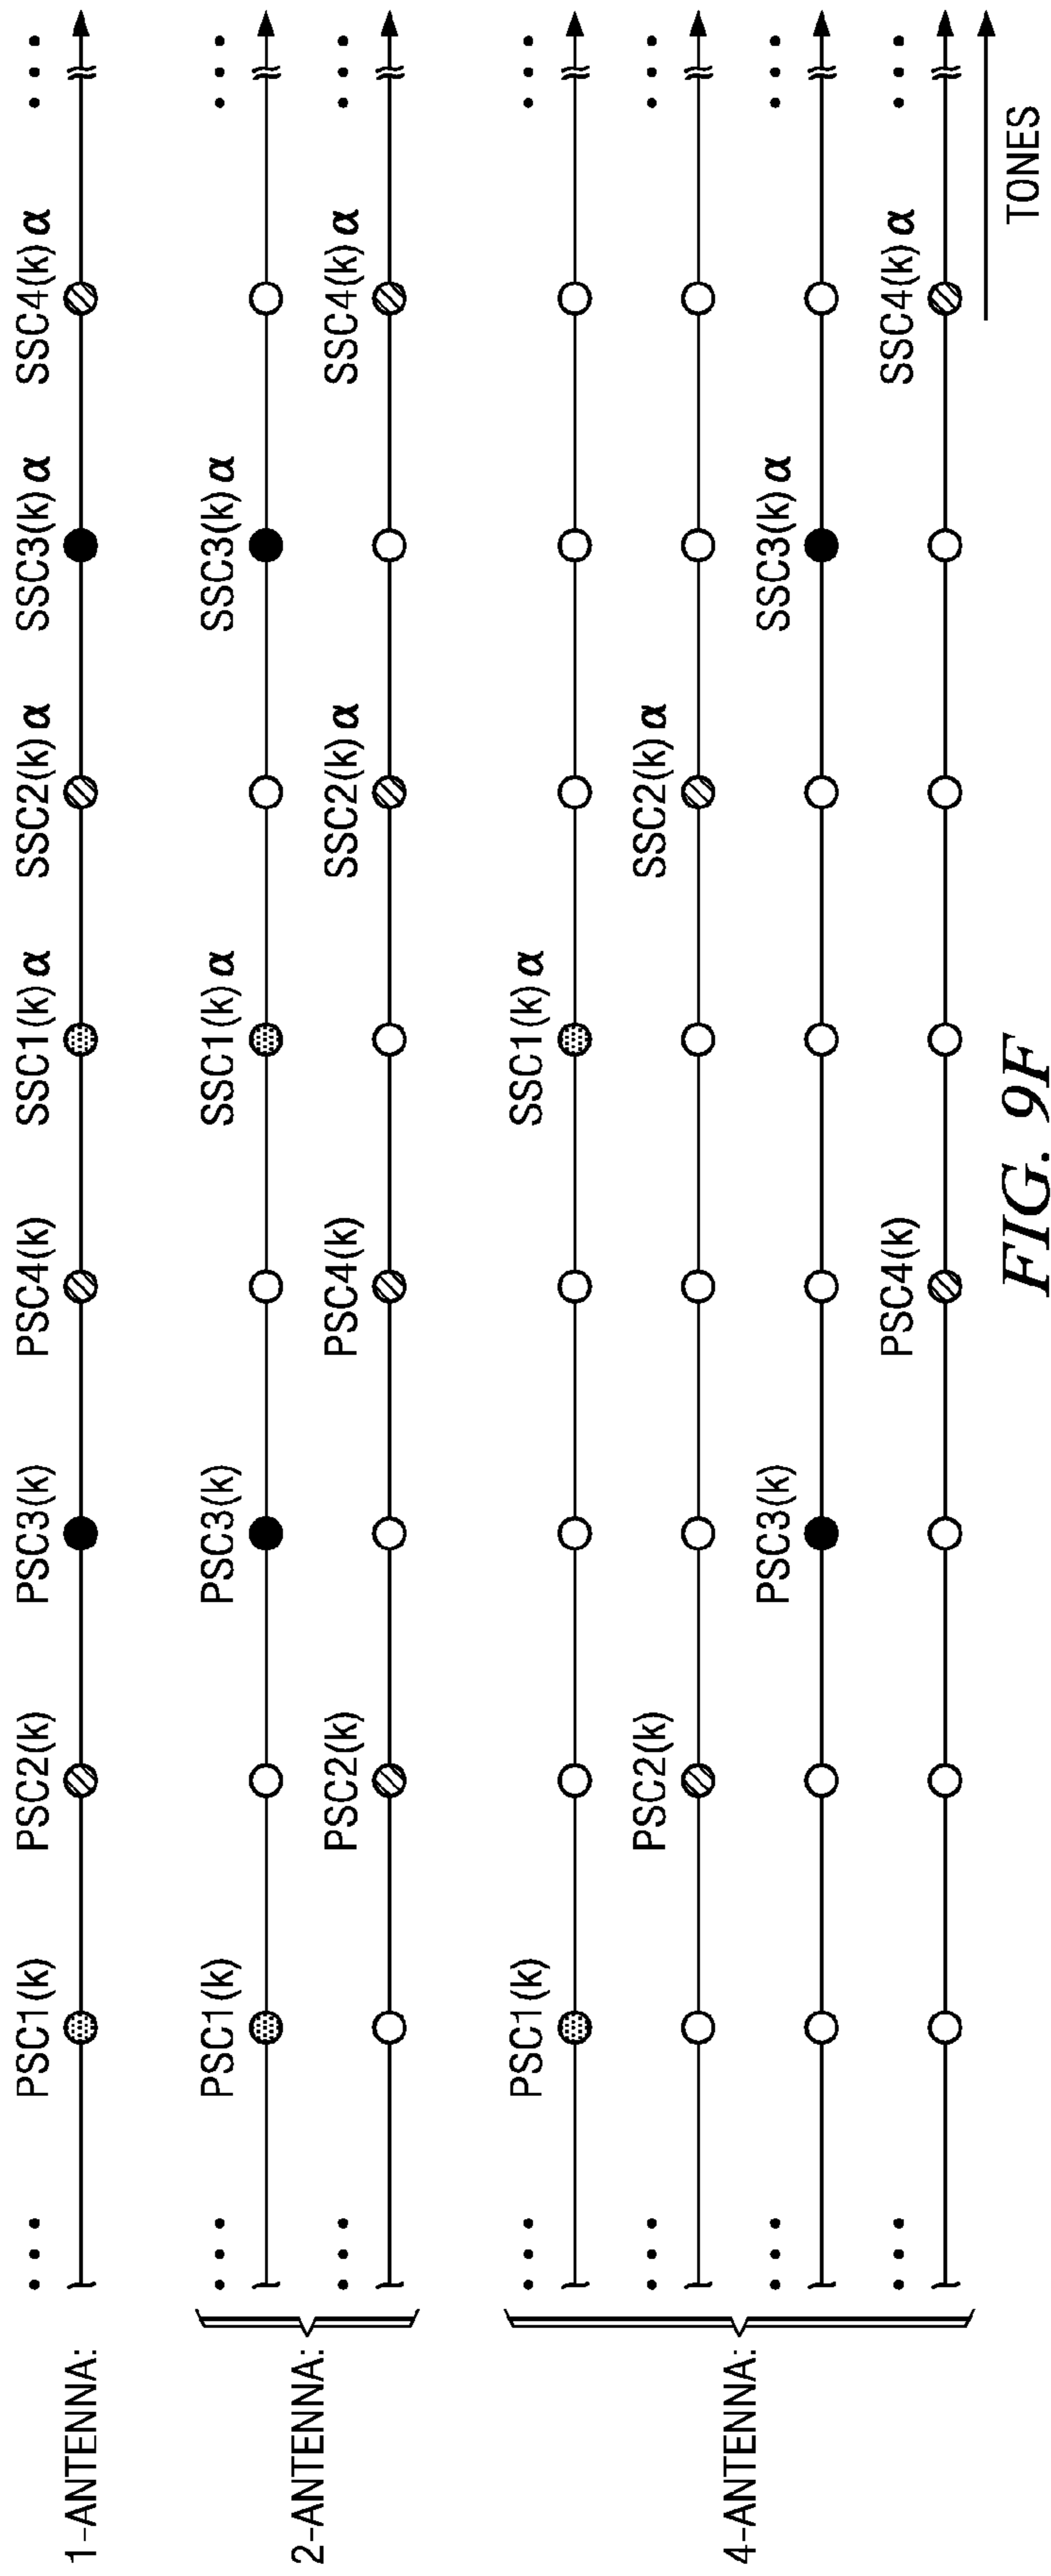 1-ANTENNA:
... PSC1(k) PSC2(k) PSC3(k) PSC4(k) SSC1(k)α SSC2(k)α SSC3(k)α SSC4(k)α ...
2-ANTENNA:
... PSC1(k) PSC3(k) SSC1(k)α SSC3(k)α ...
... PSC2(k) PSC4(k) SSC2(k)α SSC4(k)α ...
4-ANTENNA:
... PSC1(k) SSC1(k)α ...
... PSC2(k) SSC2(k)α ...
... PSC3(k) SSC3(k)α ...
... PSC4(k) SSC4(k)α ...
TONES
FIG. 9F